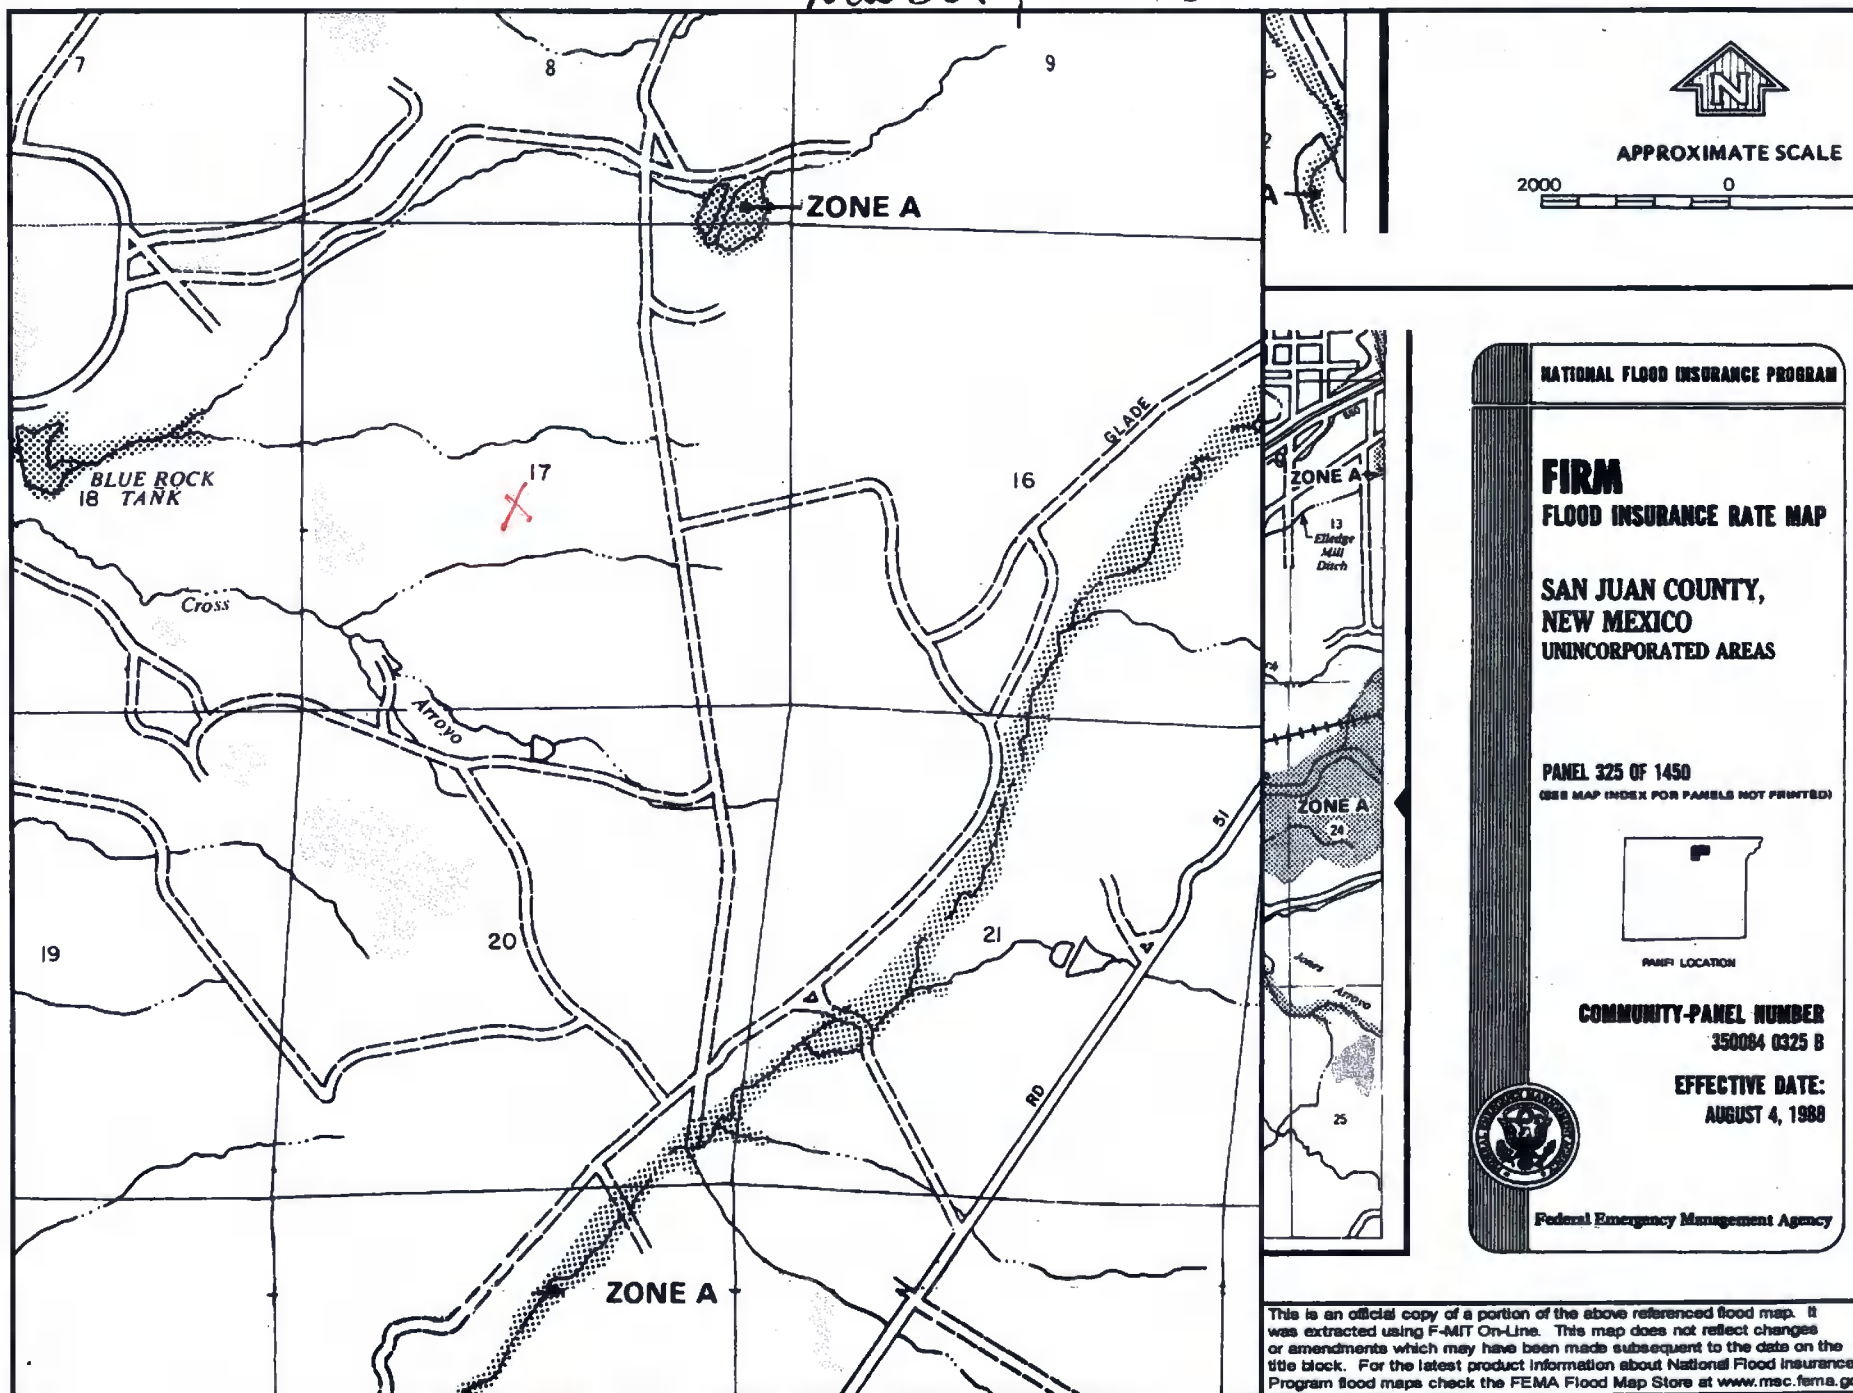 7
8
9
ZONE A
GLADE
BLUE ROCK
18 TANK
17
16
Cross
Arroyo
51
19
20
21
RD
ZONE A
A
ZONE A
13
Elledge
Mill
Ditch
ZONE A
24
Jones
Arroyo
25
N
APPROXIMATE SCALE
2000 0
NATIONAL FLOOD INSURANCE PROGRAM
FIRM
FLOOD INSURANCE RATE MAP
SAN JUAN COUNTY,
NEW MEXICO
UNINCORPORATED AREAS
PANEL 325 OF 1450
(SEE MAP INDEX FOR PANELS NOT PRINTED)
PANEL LOCATION
COMMUNITY-PANEL NUMBER
350064 0325 B
EFFECTIVE DATE:
AUGUST 4, 1988
Federal Emergency Management Agency
This is an official copy of a portion of the above referenced flood map. It
was extracted using F-MIT On-Line. This map does not reflect changes
or amendments which may have been made subsequent to the date on the
title block. For the latest product information about National Flood Insurance
Program flood maps check the FEMA Flood Map Store at www.msc.fema.go